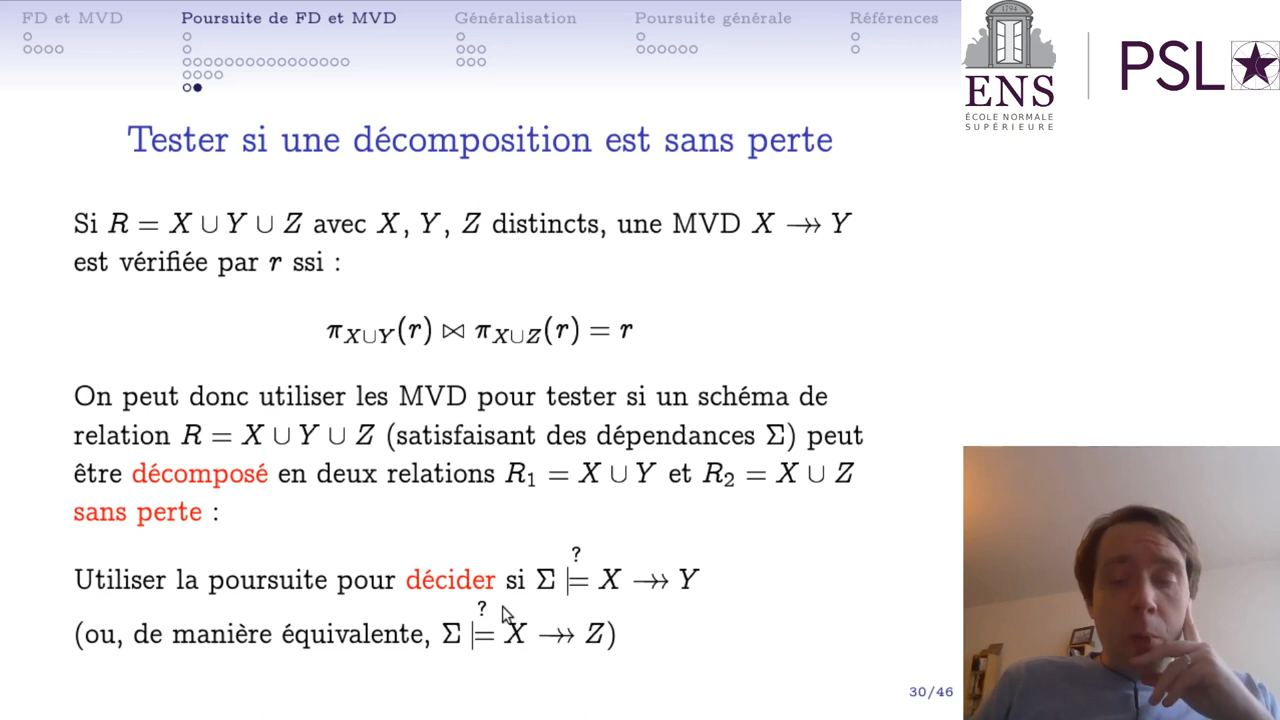 FD et MVD
Poursuite de FD et MVD
Généralisation
Poursuite générale
Références
1794
ENS
ÉCOLE NORMALE
SUPÉRIEURE
PSL
Tester si une décomposition est sans perte
Si R = X ∪ Y ∪ Z avec X, Y, Z distincts, une MVD X ↠ Y
est vérifiée par r ssi :
π_{X∪Y}(r) ⋈ π_{X∪Z}(r) = r
On peut donc utiliser les MVD pour tester si un schéma de
relation R = X ∪ Y ∪ Z (satisfaisant des dépendances Σ) peut
être décomposé en deux relations R₁ = X ∪ Y et R₂ = X ∪ Z
sans perte :
Utiliser la poursuite pour décider si Σ ⊨? X ↠ Y
(ou, de manière équivalente, Σ ⊨? X ↠ Z)
30/46